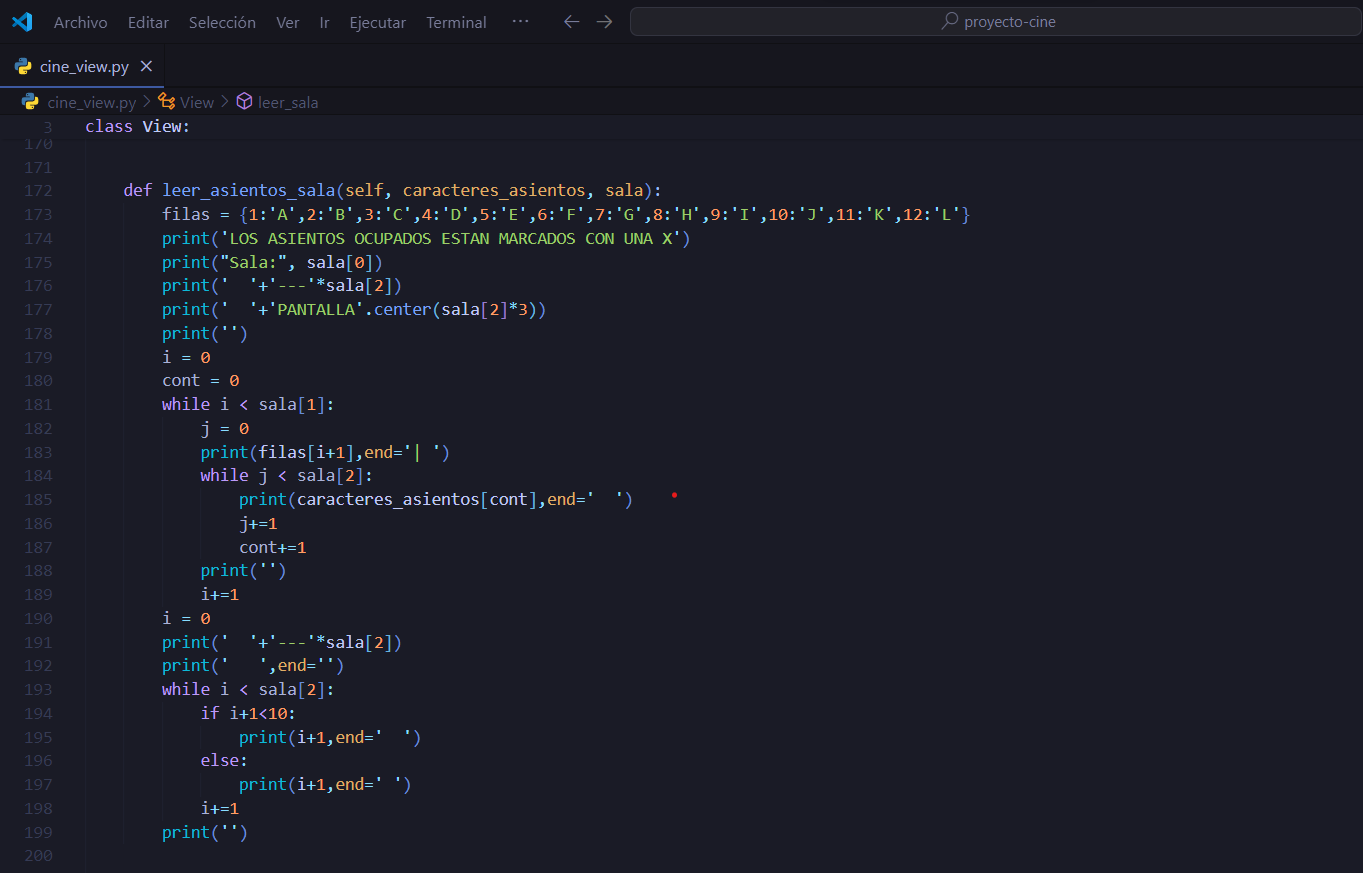 Archivo Editar Selección Ver Ir Ejecutar Terminal ··· proyecto-cine
cine_view.py
cine_view.py > View > leer_sala
3 class View:
170
171
172 def leer_asientos_sala(self, caracteres_asientos, sala):
173 filas = {1:'A',2:'B',3:'C',4:'D',5:'E',6:'F',7:'G',8:'H',9:'I',10:'J',11:'K',12:'L'}
174 print('LOS ASIENTOS OCUPADOS ESTAN MARCADOS CON UNA X')
175 print("Sala:", sala[0])
176 print('  '+'---'*sala[2])
177 print('  '+'PANTALLA'.center(sala[2]*3))
178 print('')
179 i = 0
180 cont = 0
181 while i < sala[1]:
182 j = 0
183 print(filas[i+1],end='| ')
184 while j < sala[2]:
185 print(caracteres_asientos[cont],end='  ')
186 j+=1
187 cont+=1
188 print('')
189 i+=1
190 i = 0
191 print('  '+'---'*sala[2])
192 print('   ',end='')
193 while i < sala[2]:
194 if i+1<10:
195 print(i+1,end='  ')
196 else:
197 print(i+1,end=' ')
198 i+=1
199 print('')
200